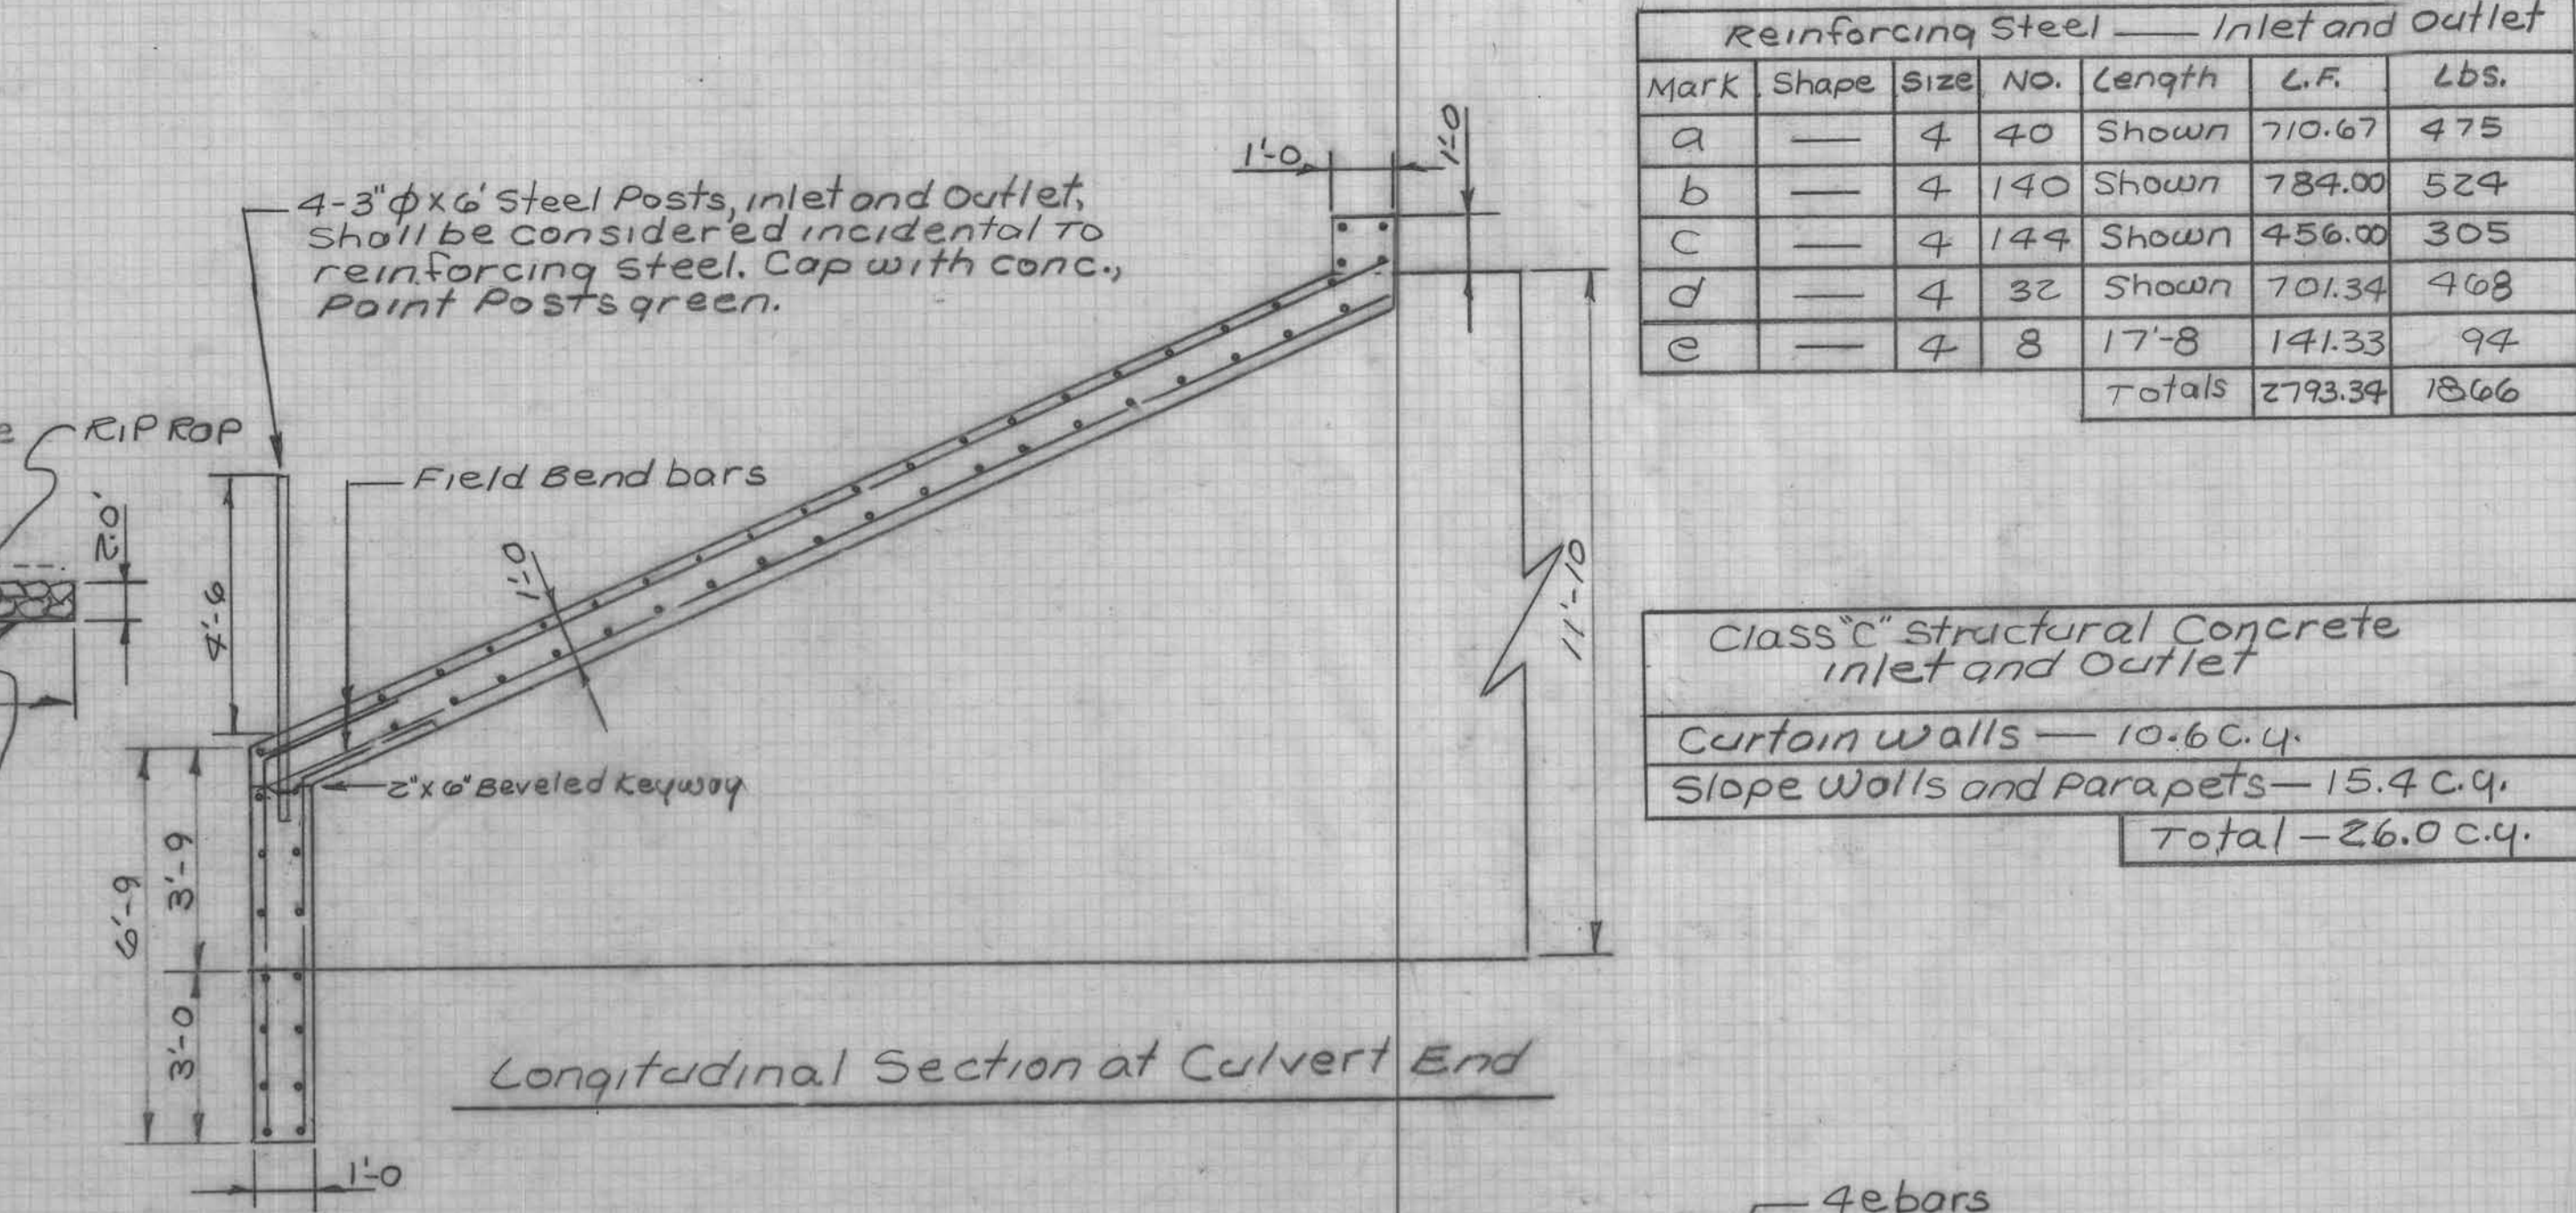 4-3"ϕ x 6' Steel Posts, inlet and Outlet,
Shall be considered incidental To
reinforcing steel. Cap with conc.,
Paint Posts green.
1'-0
1'-0
RIP RAP
2.0'
4'-6
Field Bend bars
1'-0
11'-10
2"x6" Beveled Keyway
6'-9
3'-9
3'-0
1'-0
Longitudinal Section at Culvert End
Reinforcing Steel — Inlet and Outlet
Mark Shape Size No. Length L.F. Lbs.
a — 4 40 Shown 710.67 475
b — 4 140 Shown 784.00 524
c — 4 144 Shown 456.00 305
d — 4 32 Shown 701.34 468
e — 4 8 17'-8 141.33 94
Totals 2793.34 1866
Class "C" Structural Concrete
Inlet and Outlet
Curtain walls — 10.6 C.y.
Slope Walls and Parapets — 15.4 C.y.
Total — 26.0 C.y.
4 e bars